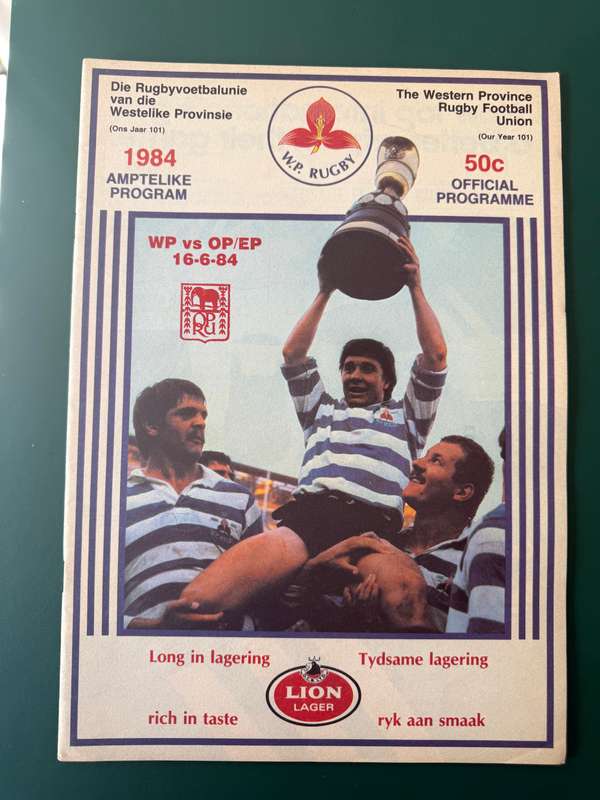 Die Rugbyvoetbalunie
van die
Westelike Provinsie
(Ons Jaar 101)
1984
AMPTELIKE
PROGRAM
W.P. RUGBY
The Western Province
Rugby Football
Union
(Our Year 101)
50c
OFFICIAL
PROGRAMME
WP vs OP/EP
16-6-84
OP
RU
Long in lagering
rich in taste
LION
LAGER
Tydsame lagering
ryk aan smaak